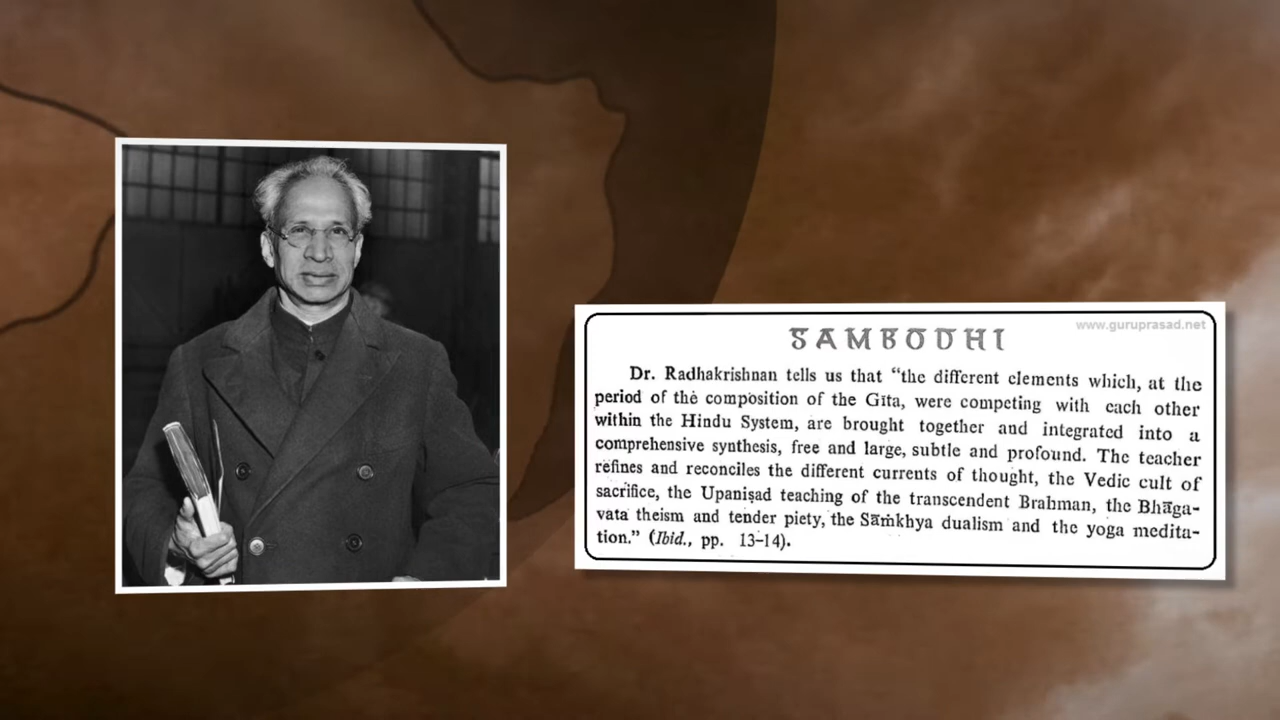 www.guruprasad.net
SAMBODHI
Dr. Radhakrishnan tells us that “the different elements which, at the
period of the composition of the Gita, were competing with each other
within the Hindu System, are brought together and integrated into a
comprehensive synthesis, free and large, subtle and profound. The teacher
refines and reconciles the different currents of thought, the Vedic cult of
sacrifice, the Upaniṣad teaching of the transcendent Brahman, the Bhāga-
vata theism and tender piety, the Sāṁkhya dualism and the yoga medita-
tion.” (Ibid., pp. 13–14).